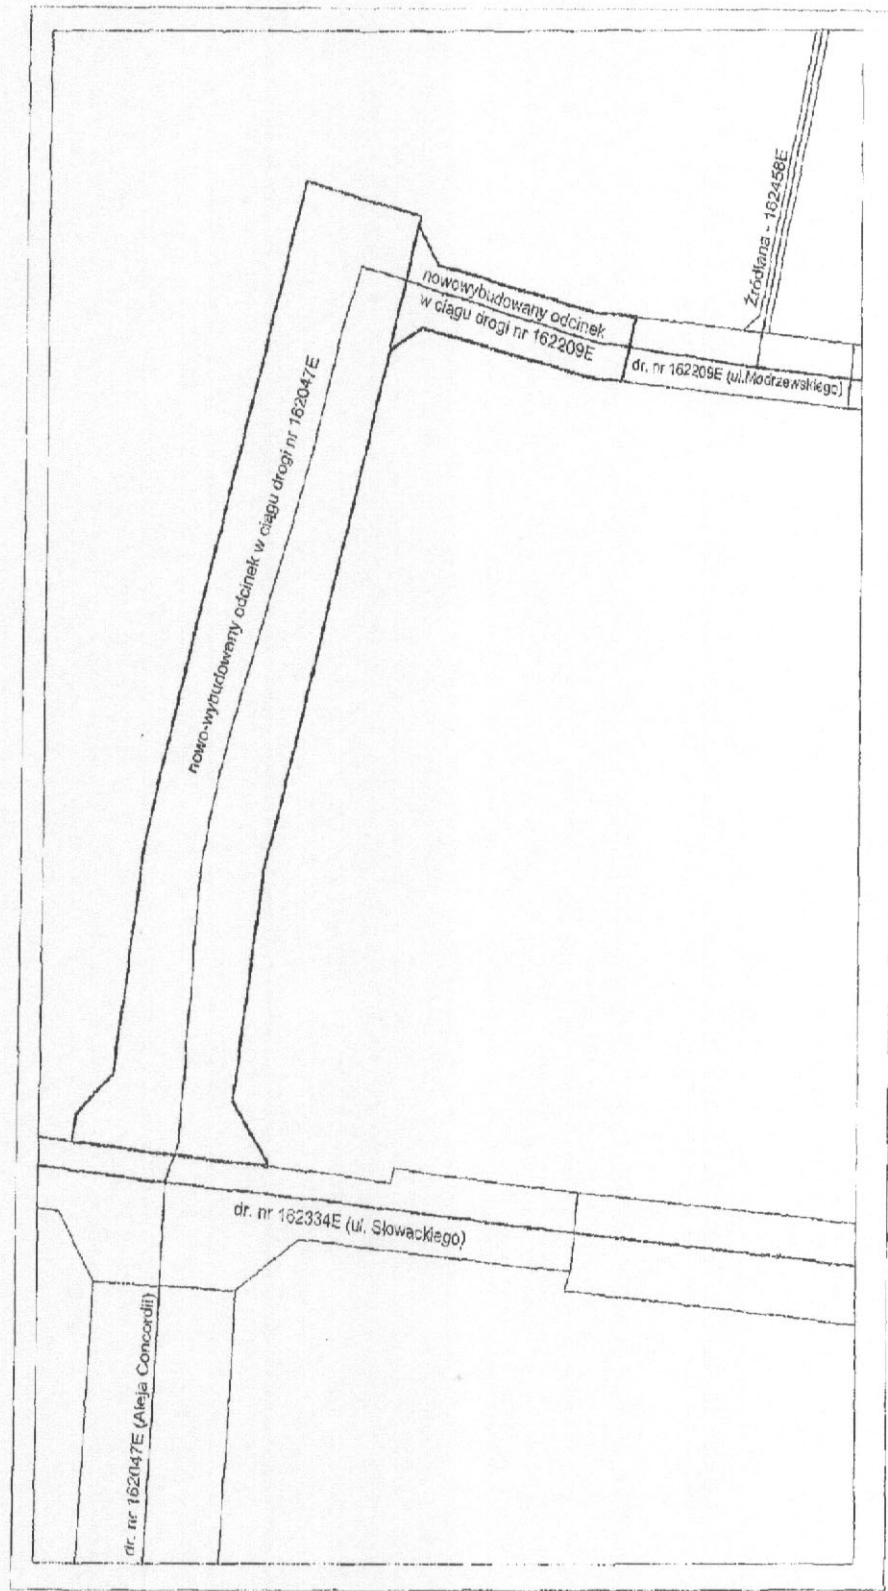 Źródlana - 162458E
nowowybudowany odcinek
w ciągu drogi nr 162209E
dr. nr 162209E (ul.Modrzewskiego)
nowo-wybudowany odcinek w ciągu drogi nr 162047E
dr. nr 162334E (ul. Słowackiego)
dr. nr 162047E (Aleja Concordii)